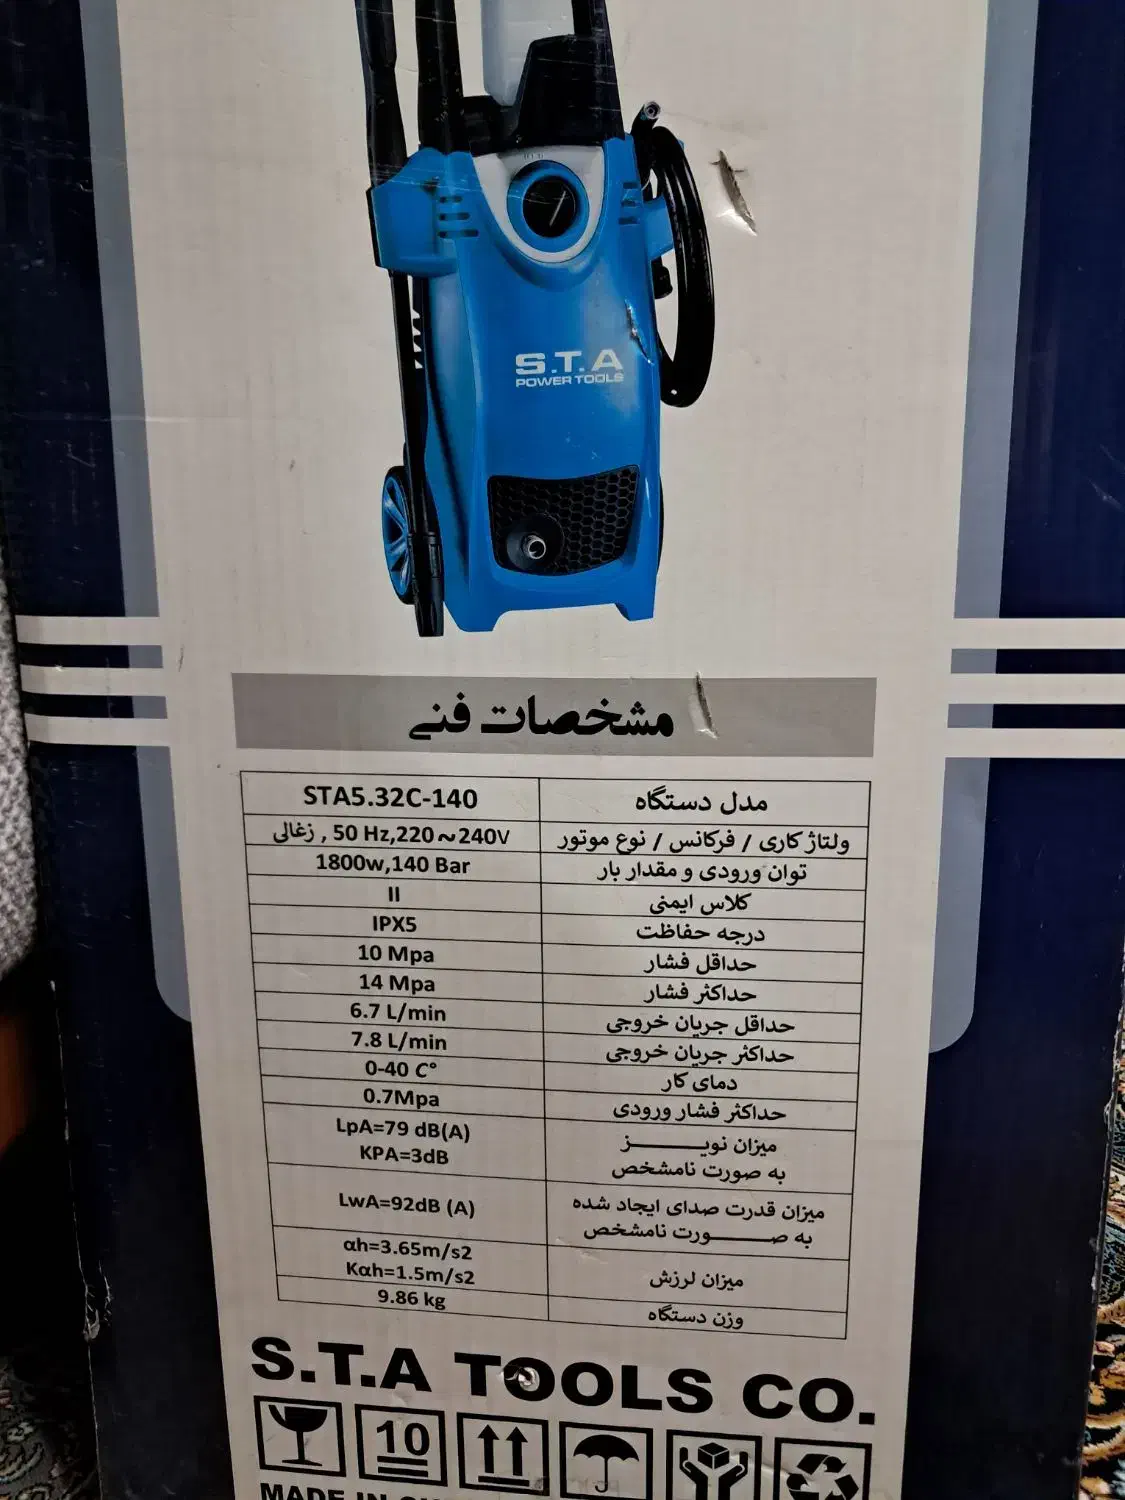 S.T.A
POWER TOOLS
مشخصات فنی
مدل دستگاه STA5.32C-140
ولتاژ کاری / فرکانس / نوع موتور 50 Hz,220~240V , زغالی
توان ورودی و مقدار بار 1800w,140 Bar
کلاس ایمنی II
درجه حفاظت IPX5
حداقل فشار 10 Mpa
حداکثر فشار 14 Mpa
حداقل جریان خروجی 6.7 L/min
حداکثر جریان خروجی 7.8 L/min
دمای کار 0-40 C°
حداکثر فشار ورودی 0.7Mpa
میزان نویـــــــز LpA=79 dB(A)
به صورت نامشخص KPA=3dB
میزان قدرت صدای ایجاد شده LwA=92dB (A)
به صـــــــورت نامشخص
میزان لرزش αh=3.65m/s2
Kαh=1.5m/s2
وزن دستگاه 9.86 kg
S.T.A TOOLS CO.
10
MADE IN